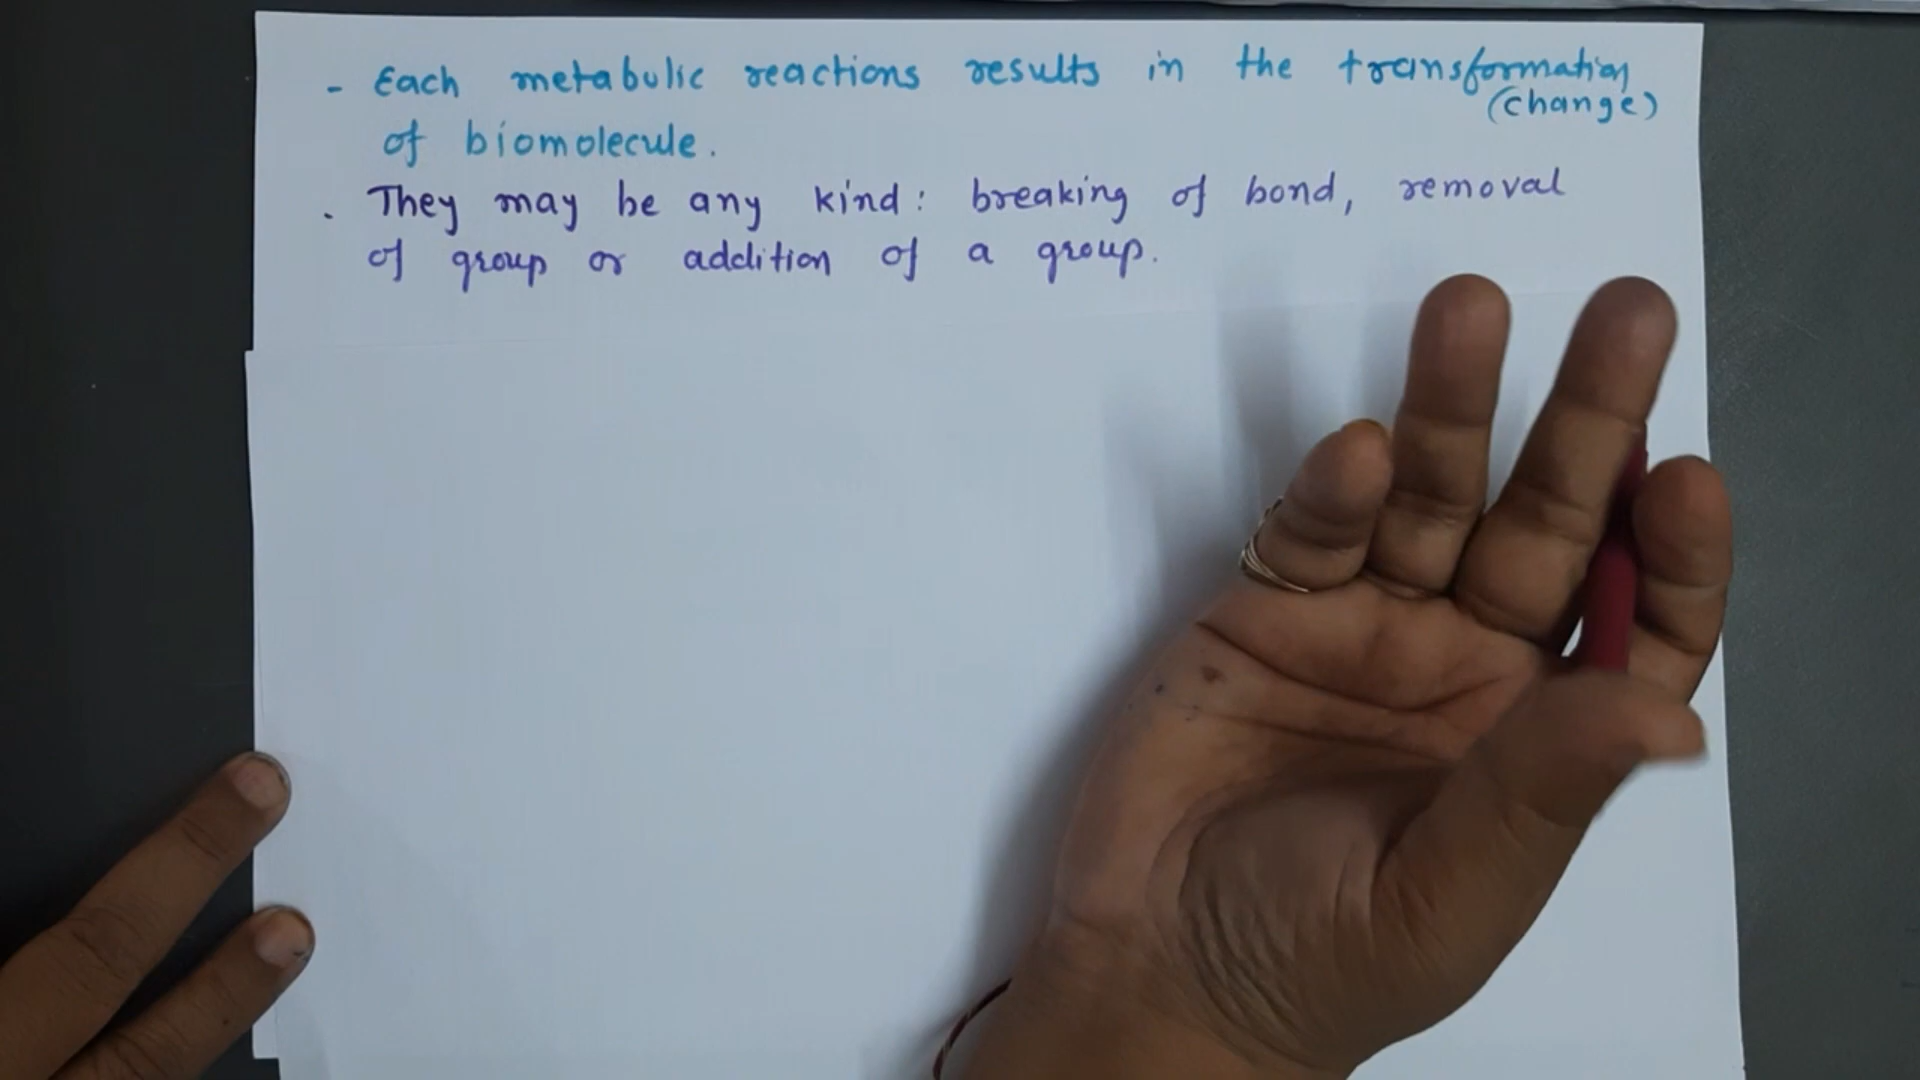 - Each metabolic reactions results in the transformation
(change)
of biomolecule.
. They may be any kind: breaking of bond, removal
of group or addition of a group.